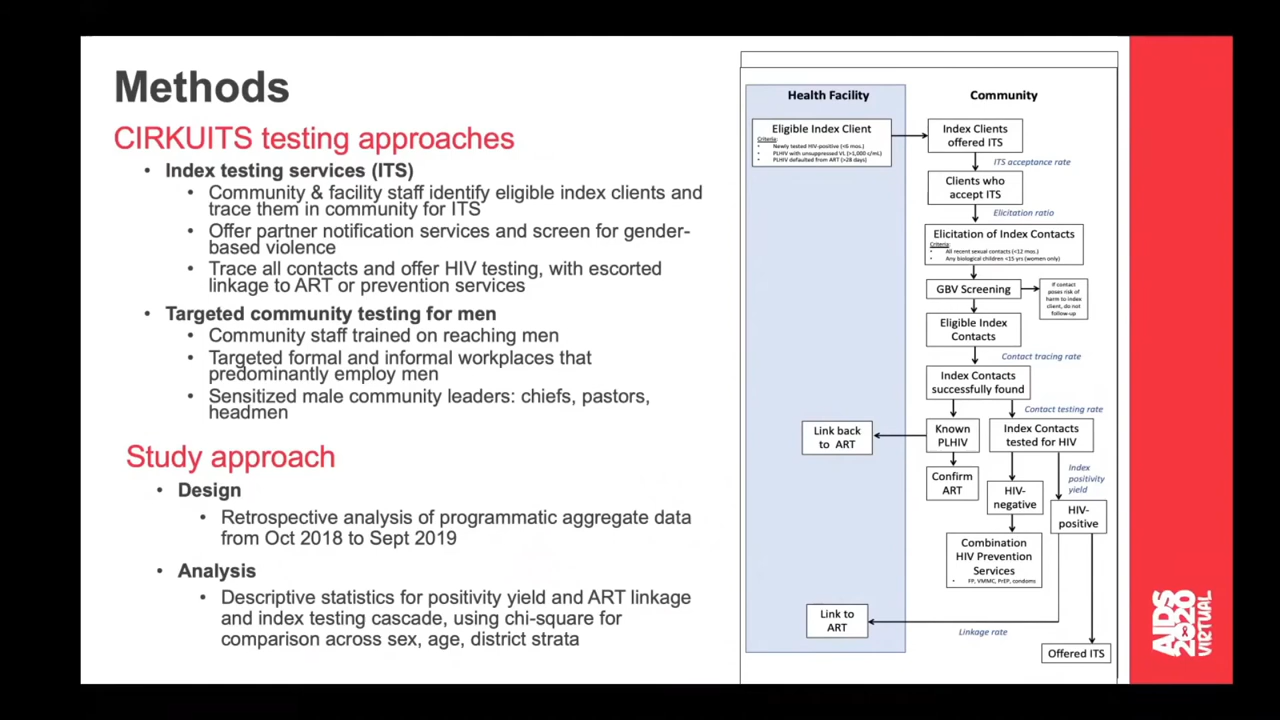 Methods
CIRKUITS testing approaches
• Index testing services (ITS)
• Community & facility staff identify eligible index clients and
trace them in community for ITS
• Offer partner notification services and screen for gender-
based violence
• Trace all contacts and offer HIV testing, with escorted
linkage to ART or prevention services
• Targeted community testing for men
• Community staff trained on reaching men
• Targeted formal and informal workplaces that
predominantly employ men
• Sensitized male community leaders: chiefs, pastors,
headmen
Study approach
• Design
• Retrospective analysis of programmatic aggregate data
from Oct 2018 to Sept 2019
• Analysis
• Descriptive statistics for positivity yield and ART linkage
and index testing cascade, using chi-square for
comparison across sex, age, district strata
Health Facility
Community
Eligible Index Client
Criteria:
• Newly tested HIV-positive (<6 mos.)
• PLHIV with unsuppressed VL (>1,000 c/mL)
• PLHIV defaulted from ART (>28 days)
Index Clients
offered ITS
ITS acceptance rate
Clients who
accept ITS
Elicitation ratio
Elicitation of Index Contacts
Criteria:
• All recent sexual contacts (<12 mos.)
• Any biological children <15 yrs (women only)
GBV Screening
If contact
poses risk of
harm to index
client, do not
follow-up
Eligible Index
Contacts
Contact tracing rate
Index Contacts
successfully found
Contact testing rate
Link back
to ART
Known
PLHIV
Index Contacts
tested for HIV
Confirm
ART
Index
positivity
yield
HIV-
negative
HIV-
positive
Combination
HIV Prevention
Services
• FP, VMMC, PrEP, condoms
Link to
ART
Linkage rate
Offered ITS
AIDS
2020
VIRTUAL